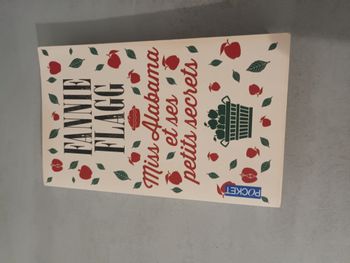 FANNIE
FLAGG
Miss Alabama
et ses
petits secrets
POCKET